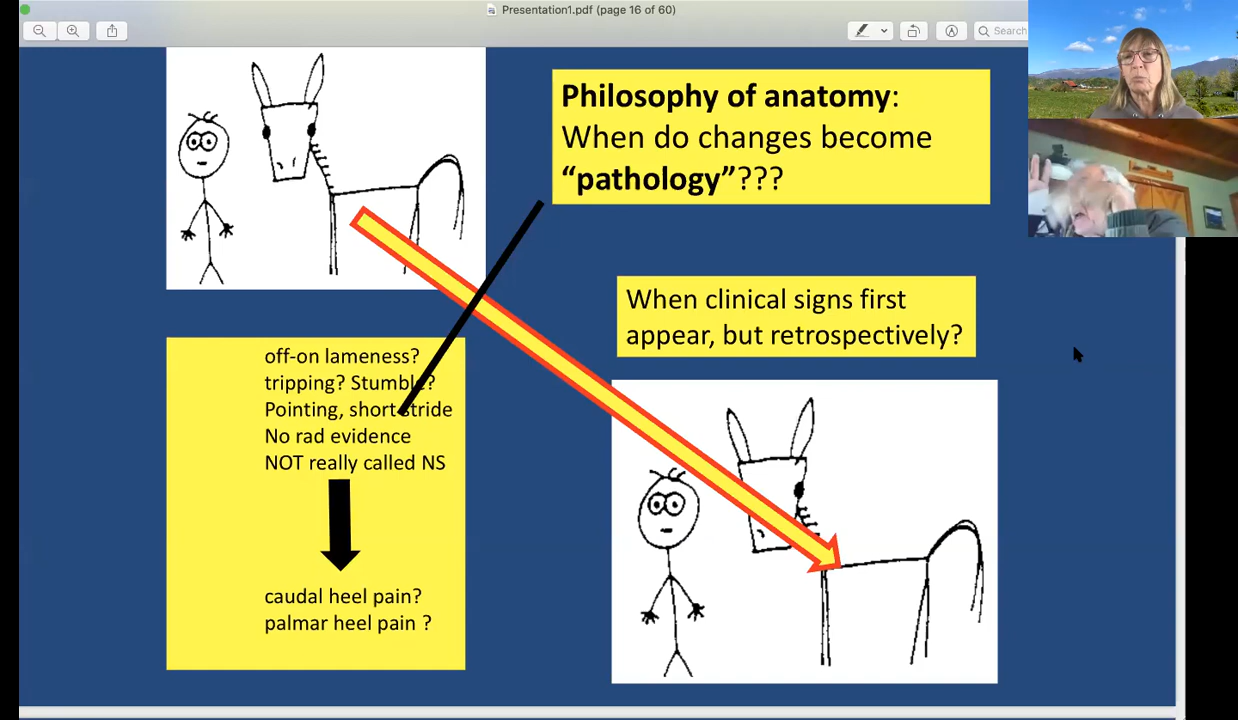 Presentation1.pdf (page 16 of 60)
Search
Philosophy of anatomy:
When do changes become
“pathology”???
When clinical signs first
appear, but retrospectively?
off-on lameness?
tripping? Stumble?
Pointing, short stride
No rad evidence
NOT really called NS
caudal heel pain?
palmar heel pain ?